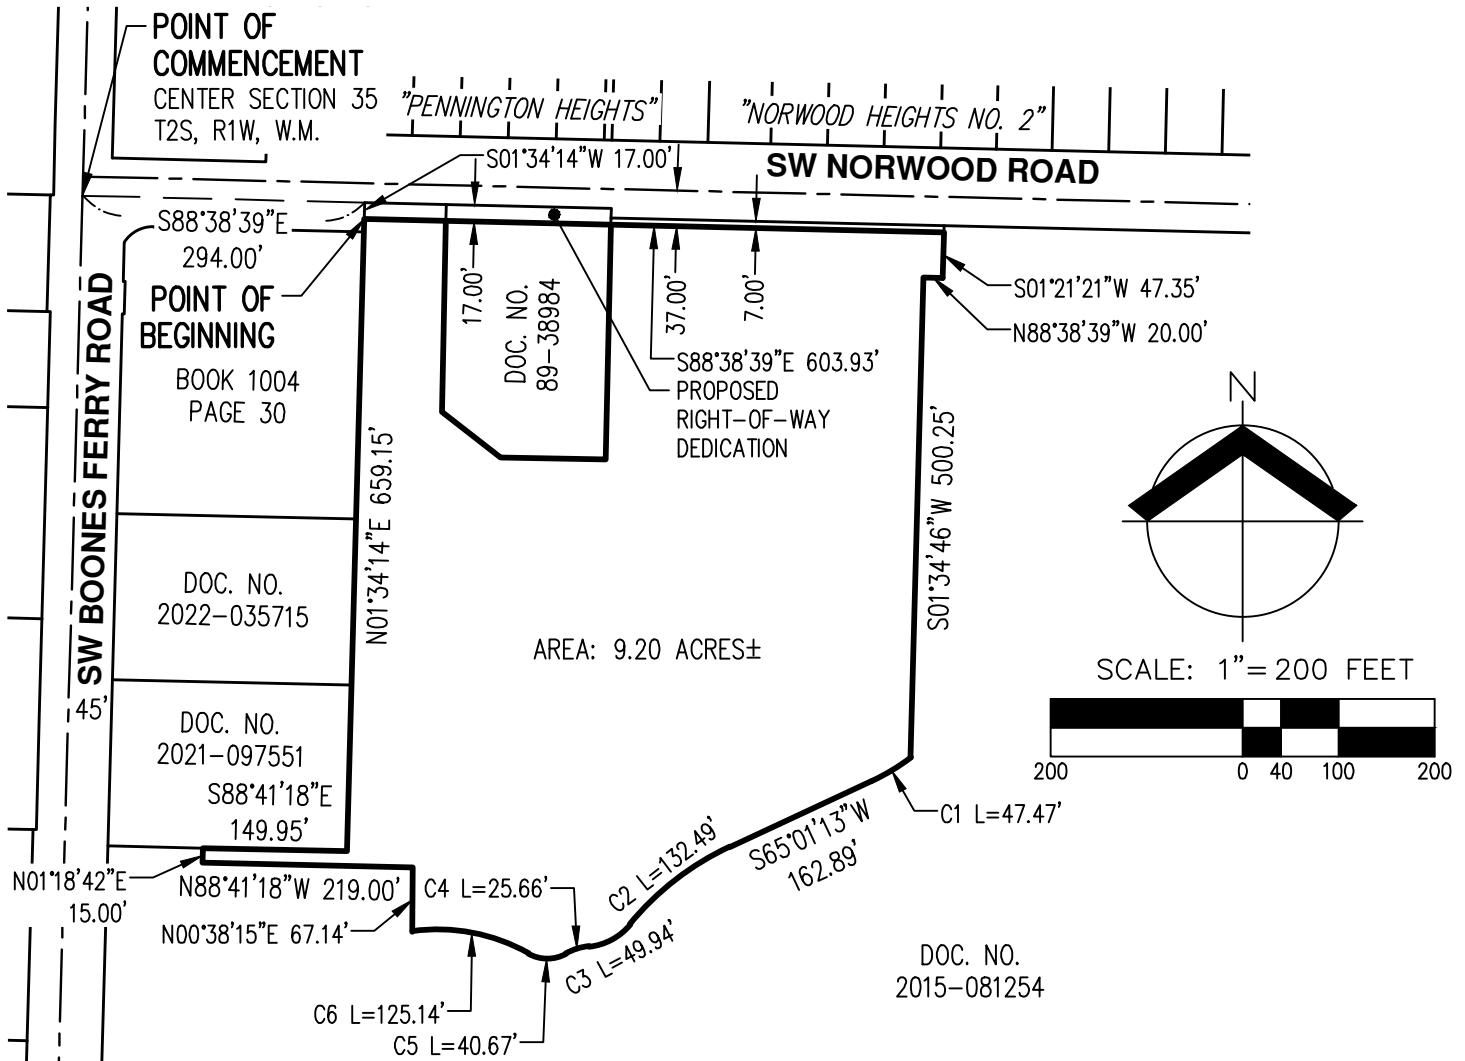 POINT OF
COMMENCEMENT
CENTER SECTION 35
T2S, R1W, W.M.
"PENNINGTON HEIGHTS"
"NORWOOD HEIGHTS NO. 2"
S01°34'14"W 17.00'
SW NORWOOD ROAD
S88°38'39"E
294.00'
POINT OF
BEGINNING
BOOK 1004
PAGE 30
SW BOONES FERRY ROAD
17.00'
DOC. NO.
89-38984
37.00'
7.00'
S01°21'21"W 47.35'
N88°38'39"W 20.00'
S88°38'39"E 603.93'
PROPOSED
RIGHT-OF-WAY
DEDICATION
N
N01°34'14"E 659.15'
S01°34'46"W 500.25'
DOC. NO.
2022-035715
AREA: 9.20 ACRES±
SCALE: 1"=200 FEET
200 0 40 100 200
45'
DOC. NO.
2021-097551
S88°41'18"E
149.95'
C1 L=47.47'
S65°01'13"W
162.89'
C2 L=132.49'
N01°18'42"E
15.00'
N88°41'18"W 219.00'
C4 L=25.66'
N00°38'15"E 67.14'
C3 L=49.94'
DOC. NO.
2015-081254
C6 L=125.14'
C5 L=40.67'